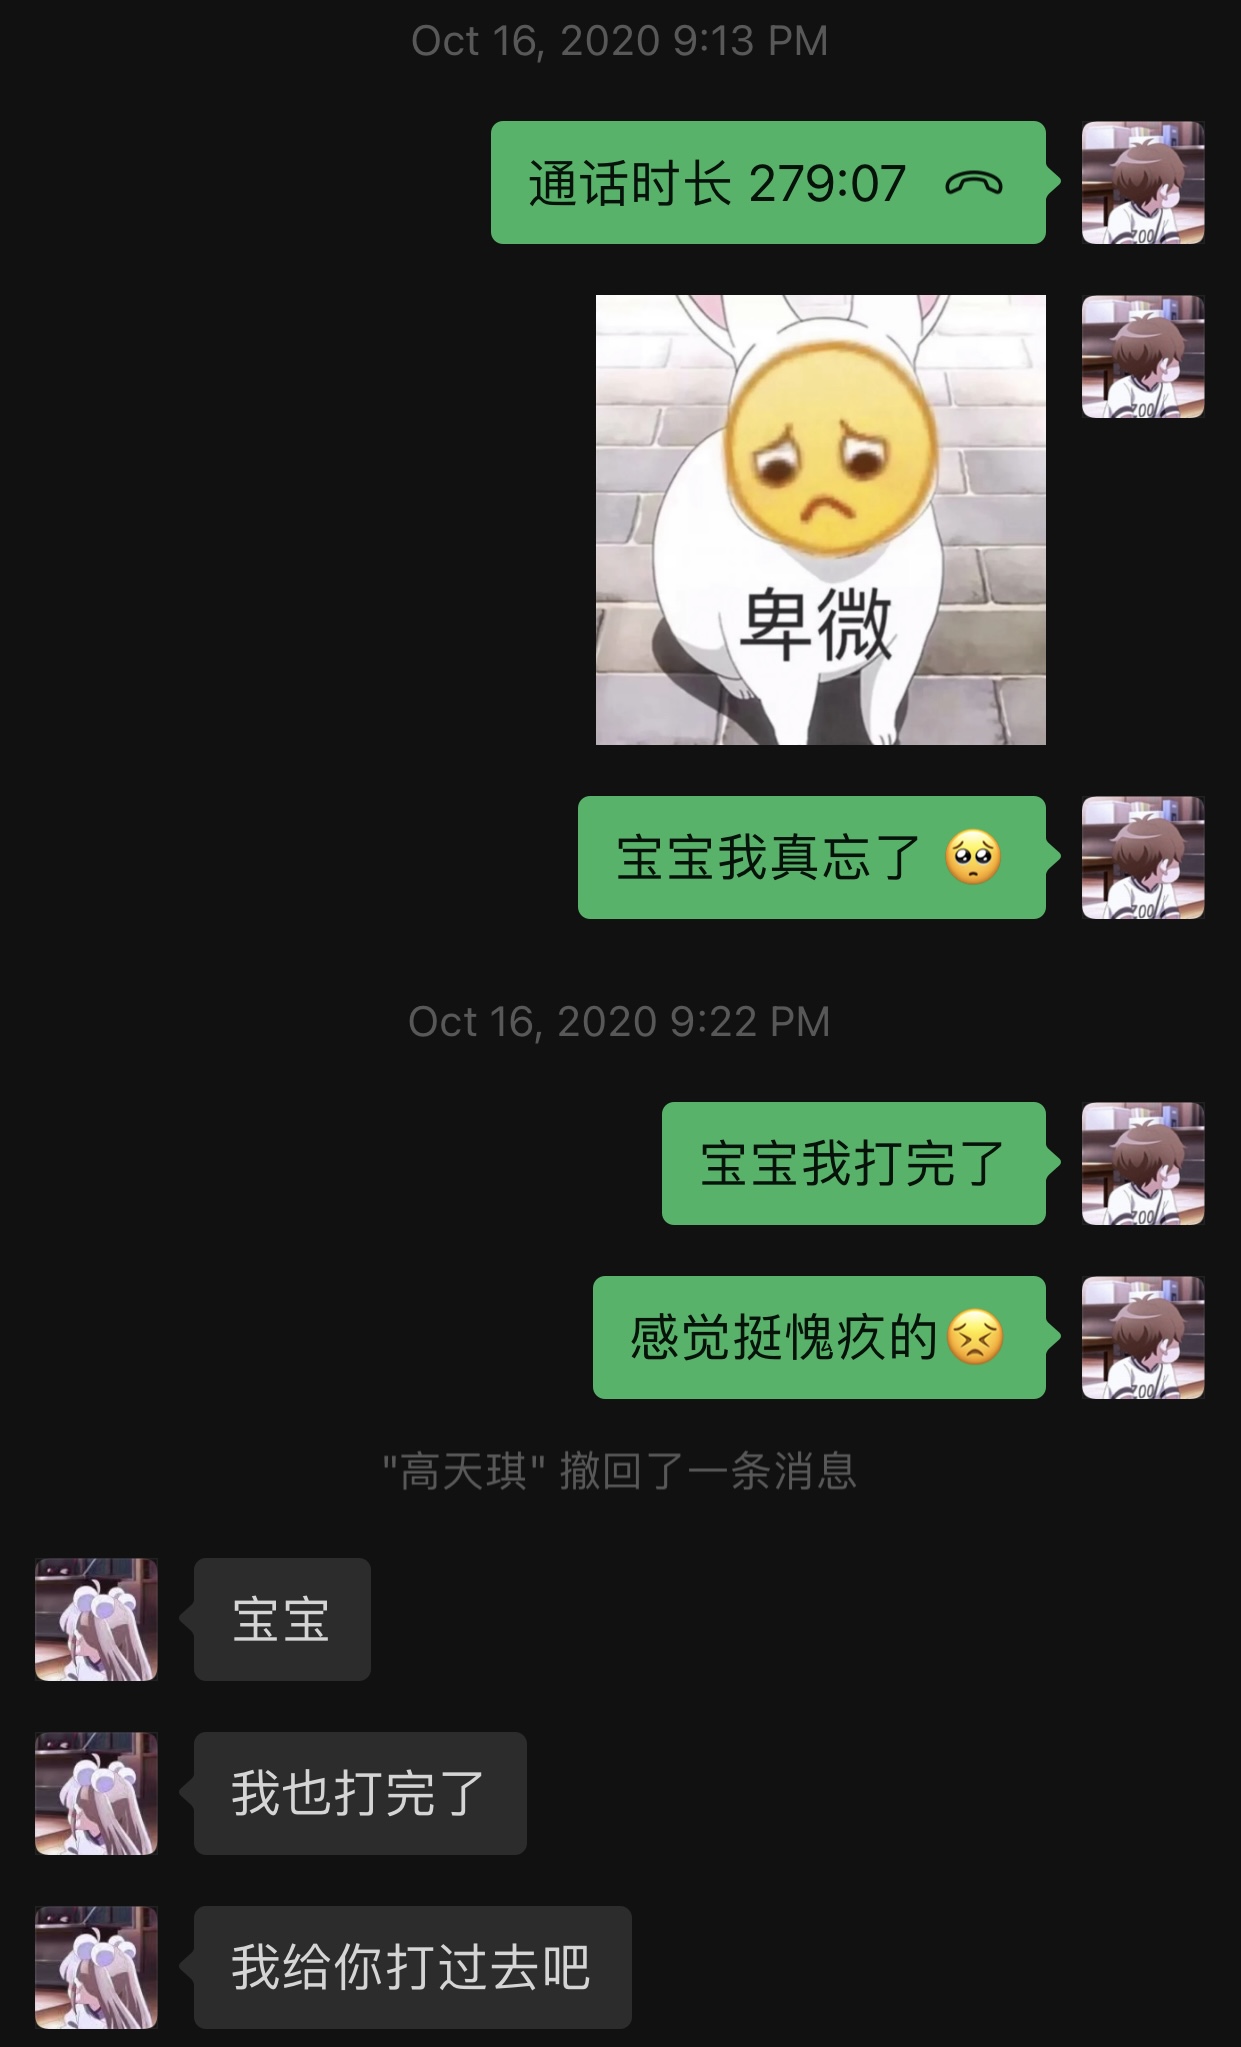 Oct 16, 2020 9:13 PM
通话时长 279:07
卑微
宝宝我真忘了 🥺
Oct 16, 2020 9:22 PM
宝宝我打完了
感觉挺愧疚的😣
"高天琪" 撤回了一条消息
宝宝
我也打完了
我给你打过去吧